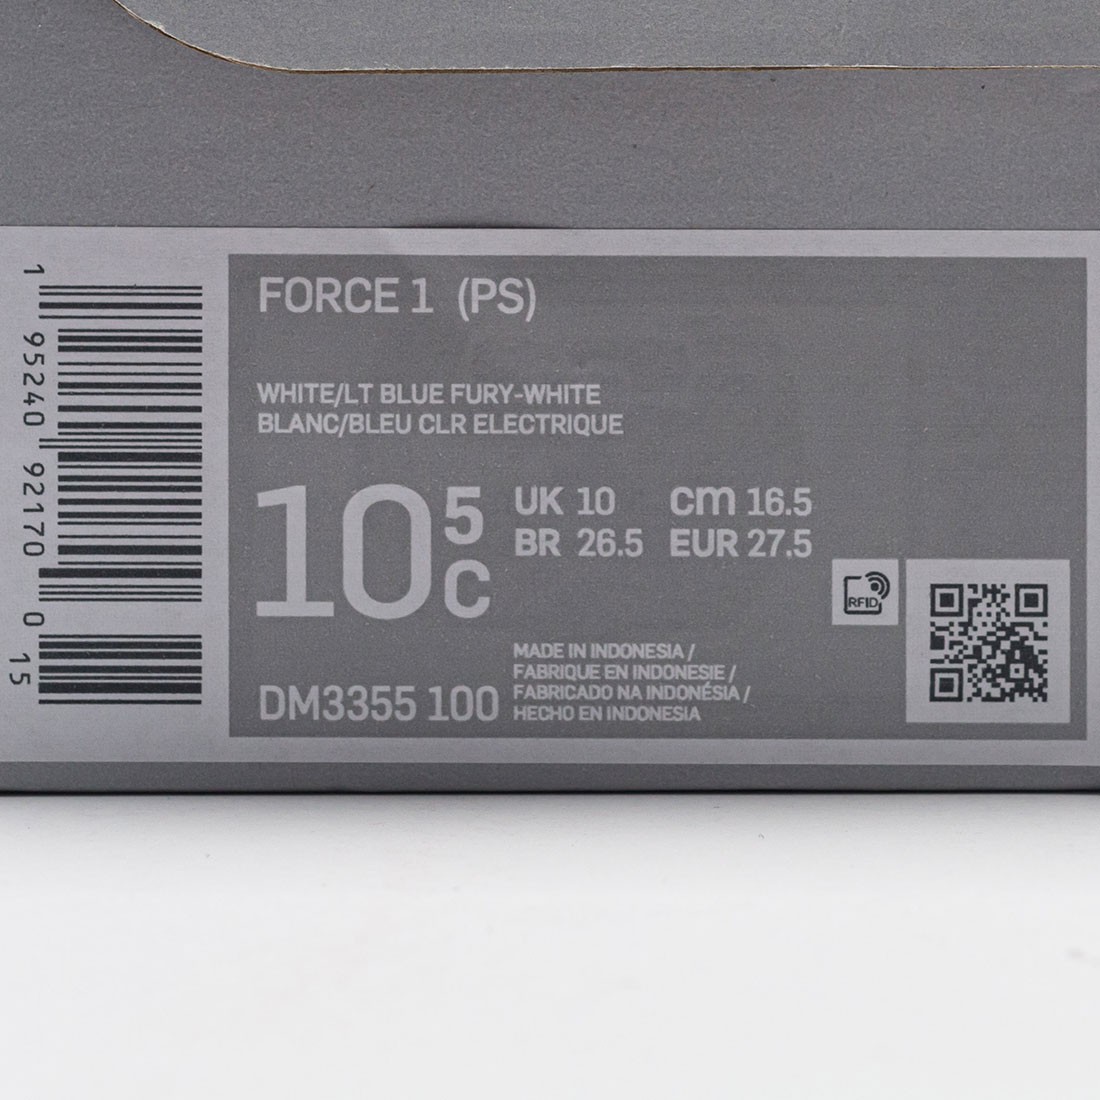 FORCE 1 (PS)
WHITE/LT BLUE FURY-WHITE
BLANC/BLEU CLR ELECTRIQUE
10 5 C
UK 10 cm 16.5
BR 26.5 EUR 27.5
RFID
MADE IN INDONESIA /
FABRIQUE EN INDONESIE /
FABRICADO NA INDONÉSIA /
HECHO EN INDONESIA
DM3355 100
1 95240 92170 0 15